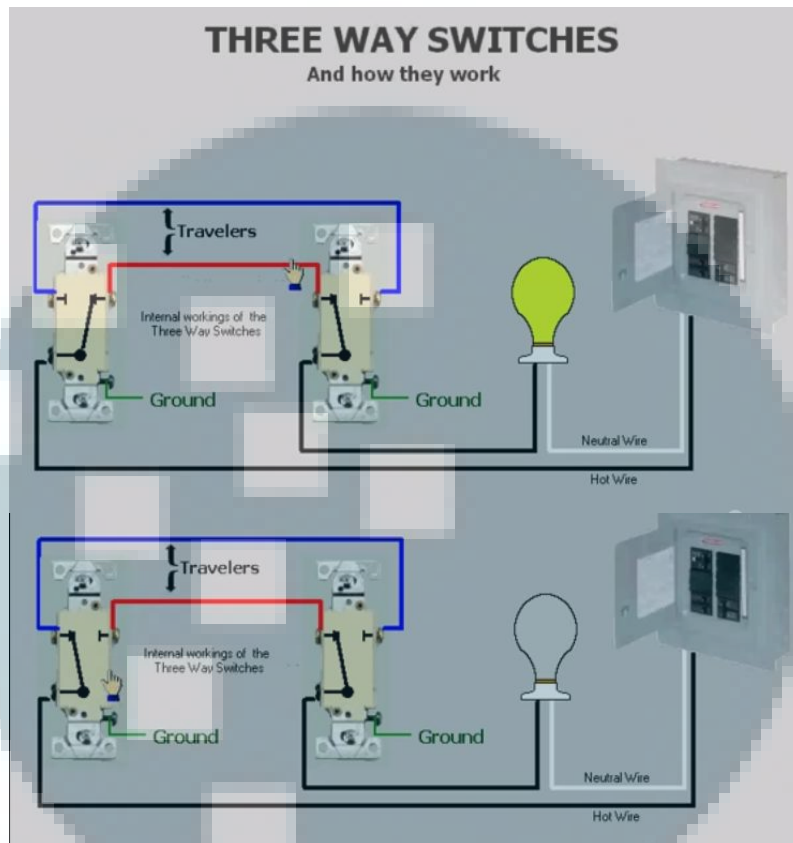 THREE WAY SWITCHES
And how they work
Travelers
Internal workings of the
Three Way Switches
Ground
Ground
Neutral Wire
Hot Wire
Travelers
Internal workings of the
Three Way Switches
Ground
Ground
Neutral Wire
Hot Wire